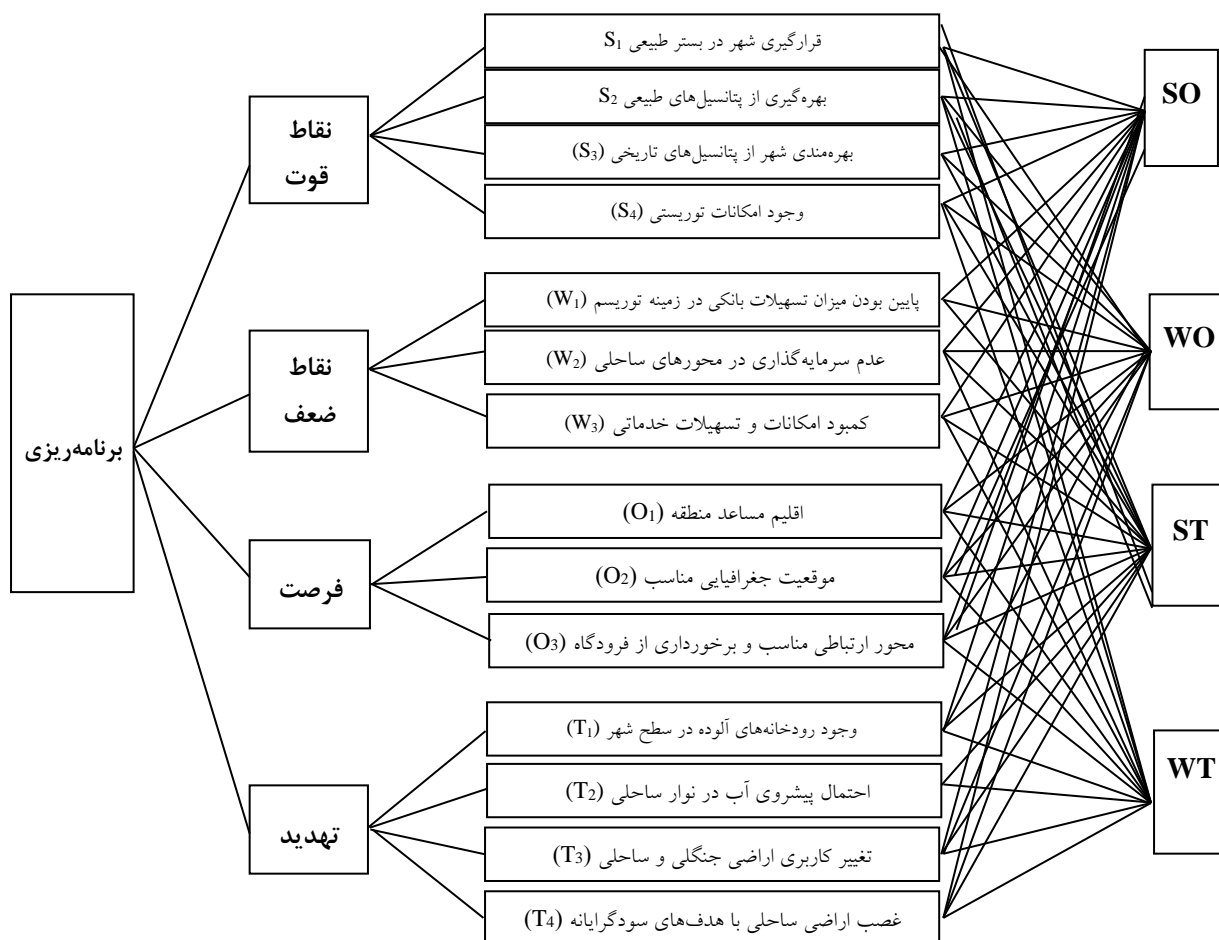 برنامه‌ریزی
نقاط
قوت
قرارگیری شهر در بستر طبیعی S1
بهره‌گیری از پتانسیل‌های طبیعی S2
بهره‌مندی شهر از پتانسیل‌های تاریخی (S3)
وجود امکانات توریستی (S4)
نقاط
ضعف
پایین بودن میزان تسهیلات بانکی در زمینه توریسم (W1)
عدم سرمایه‌گذاری در محورهای ساحلی (W2)
کمبود امکانات و تسهیلات خدماتی (W3)
فرصت
اقلیم مساعد منطقه (O1)
موقعیت جغرافیایی مناسب (O2)
محور ارتباطی مناسب و برخورداری از فرودگاه (O3)
تهدید
وجود رودخانه‌های آلوده در سطح شهر (T1)
احتمال پیشروی آب در نوار ساحلی (T2)
تغییر کاربری اراضی جنگلی و ساحلی (T3)
غصب اراضی ساحلی با هدف‌های سودگرایانه (T4)
SO
WO
ST
WT